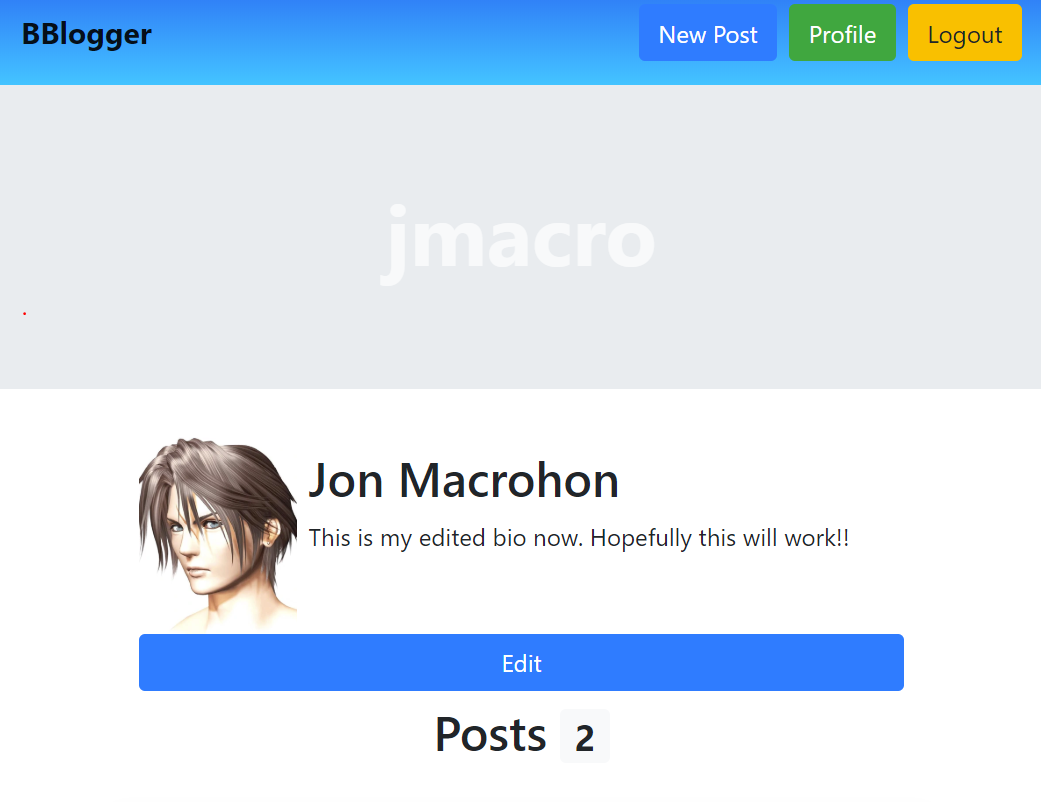 BBlogger New Post Profile Logout
jmacro
Jon Macrohon
This is my edited bio now. Hopefully this will work!!
Edit
Posts 2